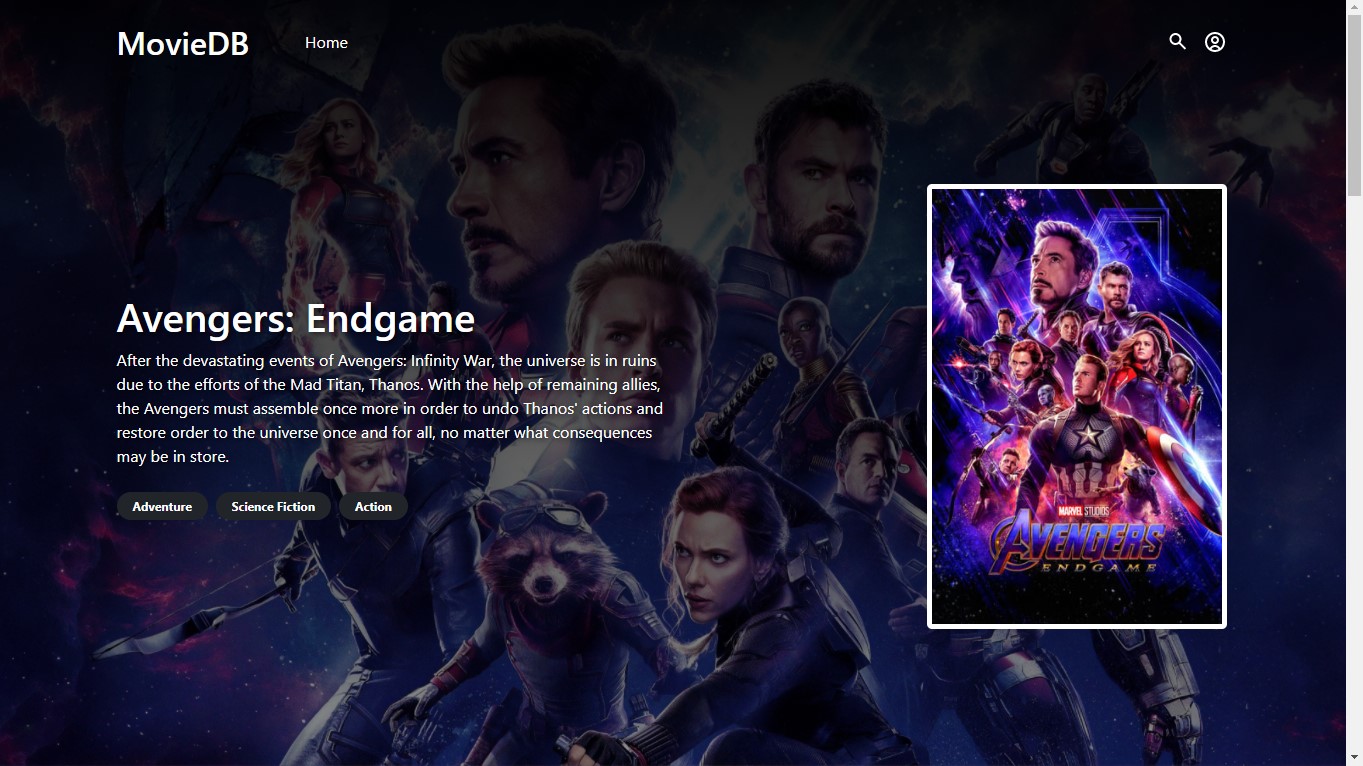 MovieDB
Home
Avengers: Endgame
After the devastating events of Avengers: Infinity War, the universe is in ruins
due to the efforts of the Mad Titan, Thanos. With the help of remaining allies,
the Avengers must assemble once more in order to undo Thanos' actions and
restore order to the universe once and for all, no matter what consequences
may be in store.
Adventure
Science Fiction
Action
MARVEL STUDIOS
AVENGERS
ENDGAME